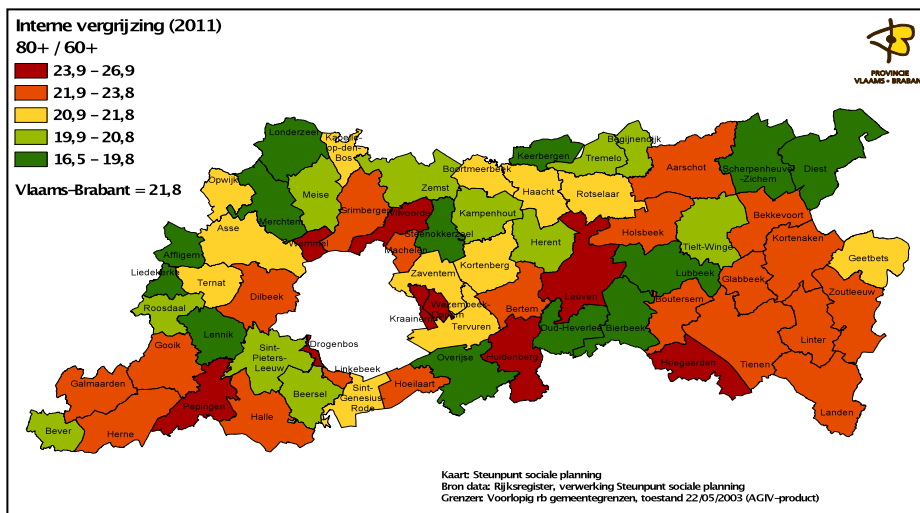 Interne vergrijzing (2011)
80+ / 60+
23,9 – 26,9
21,9 – 23,8
20,9 – 21,8
19,9 – 20,8
16,5 – 19,8
Vlaams-Brabant = 21,8
PROVINCIE
VLAAMS • BRABANT
Londerzeel
Kapelle-
op-den-
Bos
Opwijk
Meise
Merchtem
Grimbergen
Vilvoorde
Zemst
Boortmeerbeek
Keerbergen
Tremelo
Begijnendijk
Haacht
Rotselaar
Aarschot
Scherpenheuvel
-Zichem
Diest
Asse
Wemmel
Machelen
Steenokkerzeel
Kampenhout
Herent
Holsbeek
Tielt-Winge
Bekkevoort
Kortenaken
Geetbets
Affligem
Liedekerke
Ternat
Dilbeek
Zaventem
Kortenberg
Leuven
Lubbeek
Glabbeek
Zoutleeuw
Roosdaal
Lennik
Kraainem
Wezembeek-
Oppem
Tervuren
Bertem
Oud-Heverlee
Bierbeek
Boutersem
Linter
Gooik
Sint-
Pieters-
Leeuw
Drogenbos
Linkebeek
Overijse
Huldenberg
Hoegaarden
Tienen
Galmaarden
Pepingen
Beersel
Sint-
Genesius-
Rode
Hoeilaart
Landen
Bever
Herne
Halle
Kaart: Steunpunt sociale planning
Bron data: Rijksregister, verwerking Steunpunt sociale planning
Grenzen: Voorlopig rb gemeentegrenzen, toestand 22/05/2003 (AGIV-product)